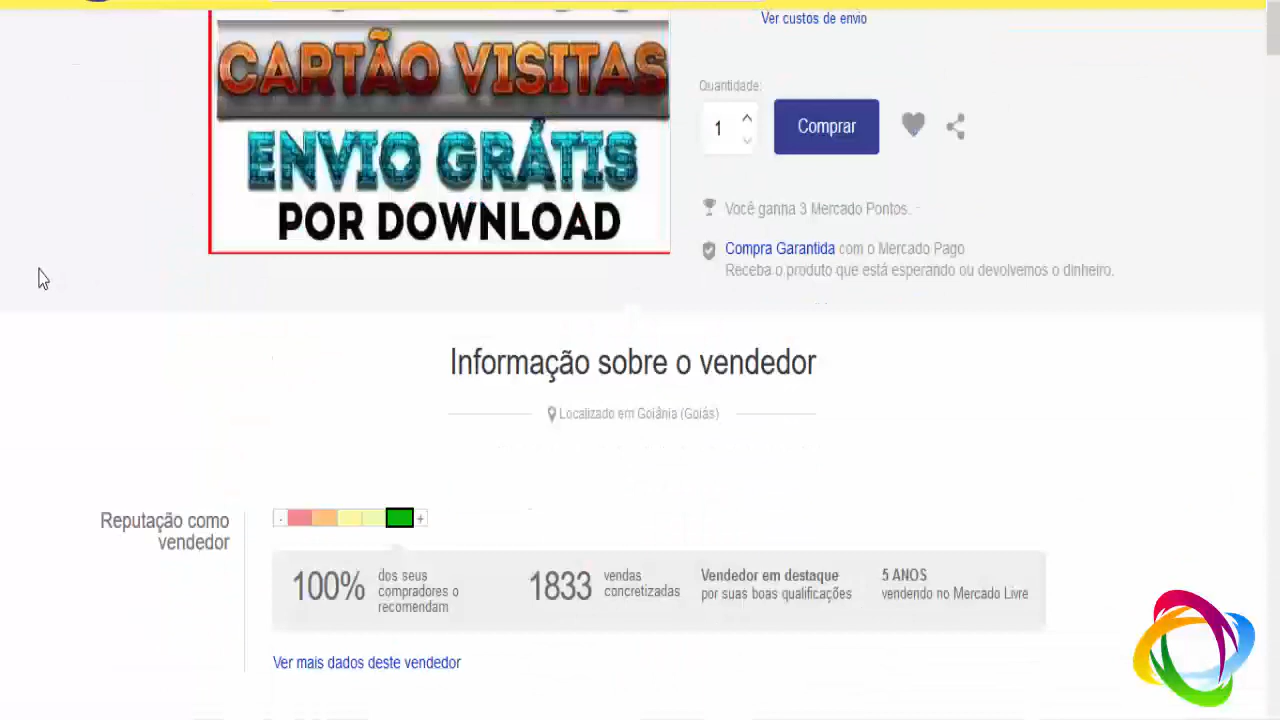 CARTÃO VISITAS
ENVIO GRÁTIS
POR DOWNLOAD
Ver custos de envio
Quantidade:
1
Comprar
Você ganha 3 Mercado Pontos.
Compra Garantida com o Mercado Pago
Receba o produto que está esperando ou devolvemos o dinheiro.
Informação sobre o vendedor
Localizado em Goiânia (Goiás)
Reputação como
vendedor
- +
100% dos seus
compradores o
recomendam
1833 vendas
concretizadas
Vendedor em destaque
por suas boas qualificações
5 ANOS
vendendo no Mercado Livre
Ver mais dados deste vendedor